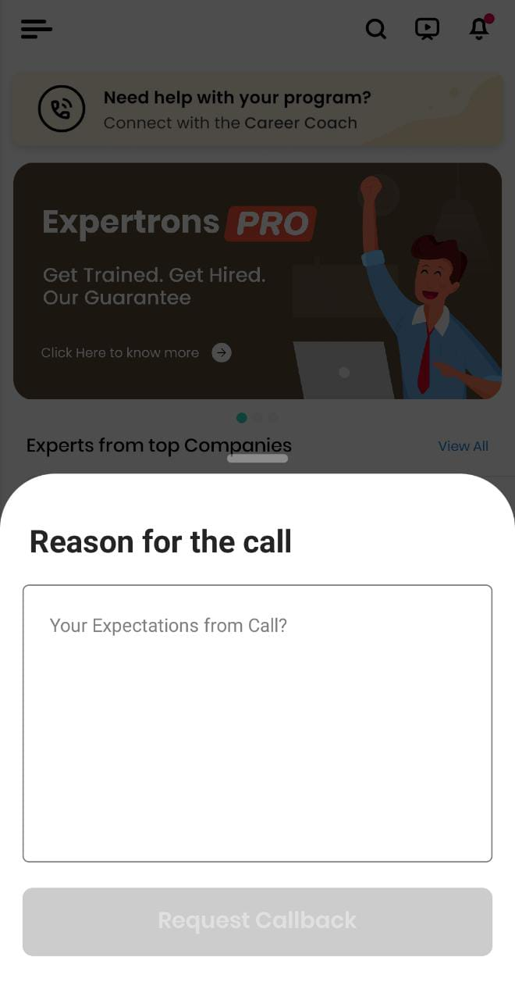 Need help with your program?
Connect with the Career Coach
Expertrons PRO
Get Trained. Get Hired.
Our Guarantee
Click Here to know more
Experts from top Companies
View All
Reason for the call
Your Expectations from Call?
Request Callback